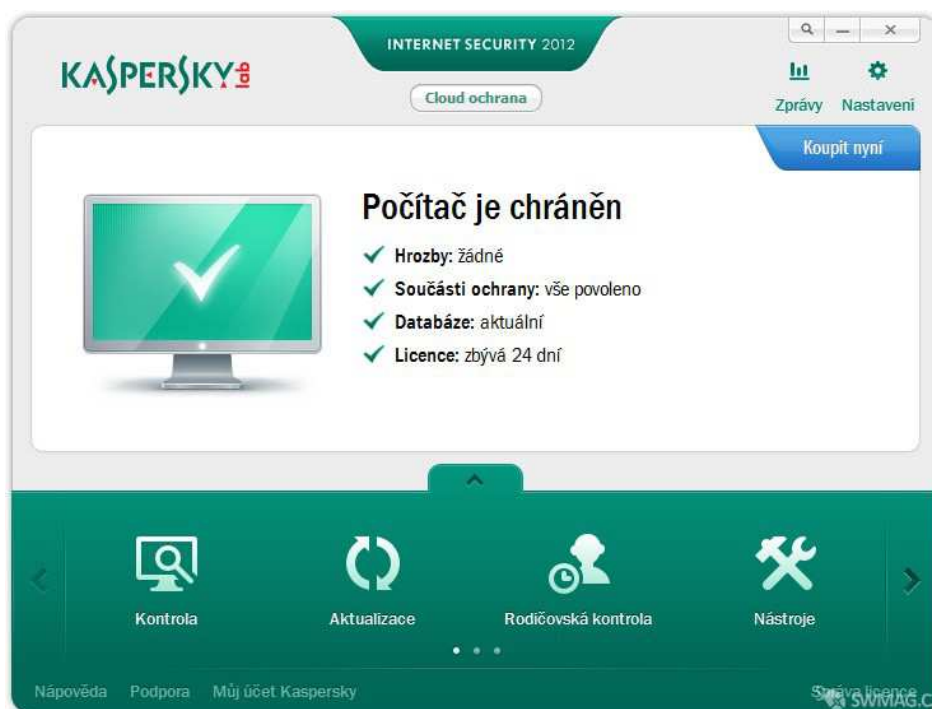 INTERNET SECURITY 2012
KASPERSKY lab
Cloud ochrana
Zprávy Nastavení
Koupit nyní
Počítač je chráněn
Hrozby: žádné
Součásti ochrany: vše povoleno
Databáze: aktuální
Licence: zbývá 24 dní
Kontrola Aktualizace Rodičovská kontrola Nástroje
Nápověda Podpora Můj účet Kaspersky Správa licence
SWMAG.C